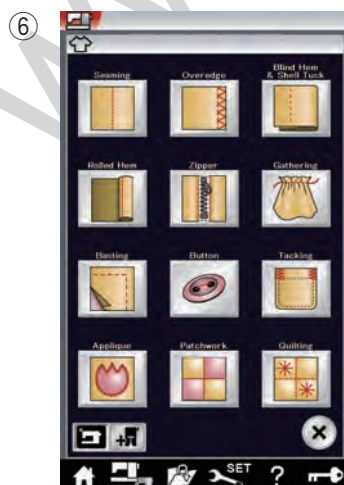 ⑥
Seaming Overedge Blind Hem & Shell Tuck
Rolled Hem Zipper Gathering
Basting Button Tacking
Applique Patchwork Quilting
SET ?